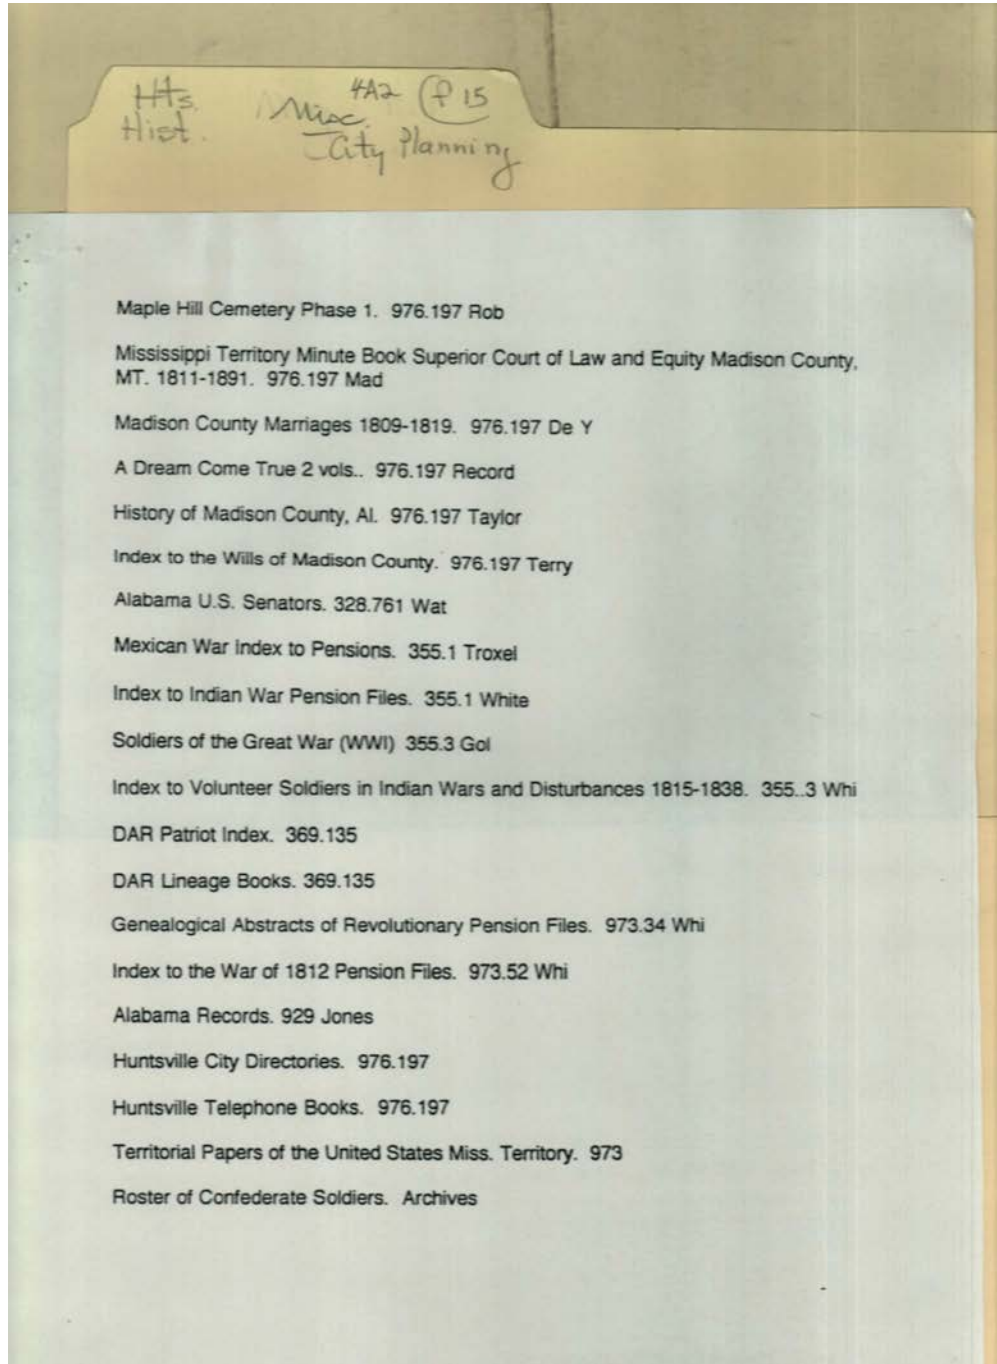 Hts. Misc. 4A2 f 15
Hist. City Planning
Maple Hill Cemetery Phase 1. 976.197 Rob
Mississippi Territory Minute Book Superior Court of Law and Equity Madison County,
MT. 1811-1891. 976.197 Mad
Madison County Marriages 1809-1819. 976.197 De Y
A Dream Come True 2 vols.. 976.197 Record
History of Madison County, Al. 976.197 Taylor
Index to the Wills of Madison County. 976.197 Terry
Alabama U.S. Senators. 328.761 Wat
Mexican War Index to Pensions. 355.1 Troxel
Index to Indian War Pension Files. 355.1 White
Soldiers of the Great War (WWI) 355.3 Gol
Index to Volunteer Soldiers in Indian Wars and Disturbances 1815-1838. 355..3 Whi
DAR Patriot Index. 369.135
DAR Lineage Books. 369.135
Genealogical Abstracts of Revolutionary Pension Files. 973.34 Whi
Index to the War of 1812 Pension Files. 973.52 Whi
Alabama Records. 929 Jones
Huntsville City Directories. 976.197
Huntsville Telephone Books. 976.197
Territorial Papers of the United States Miss. Territory. 973
Roster of Confederate Soldiers. Archives